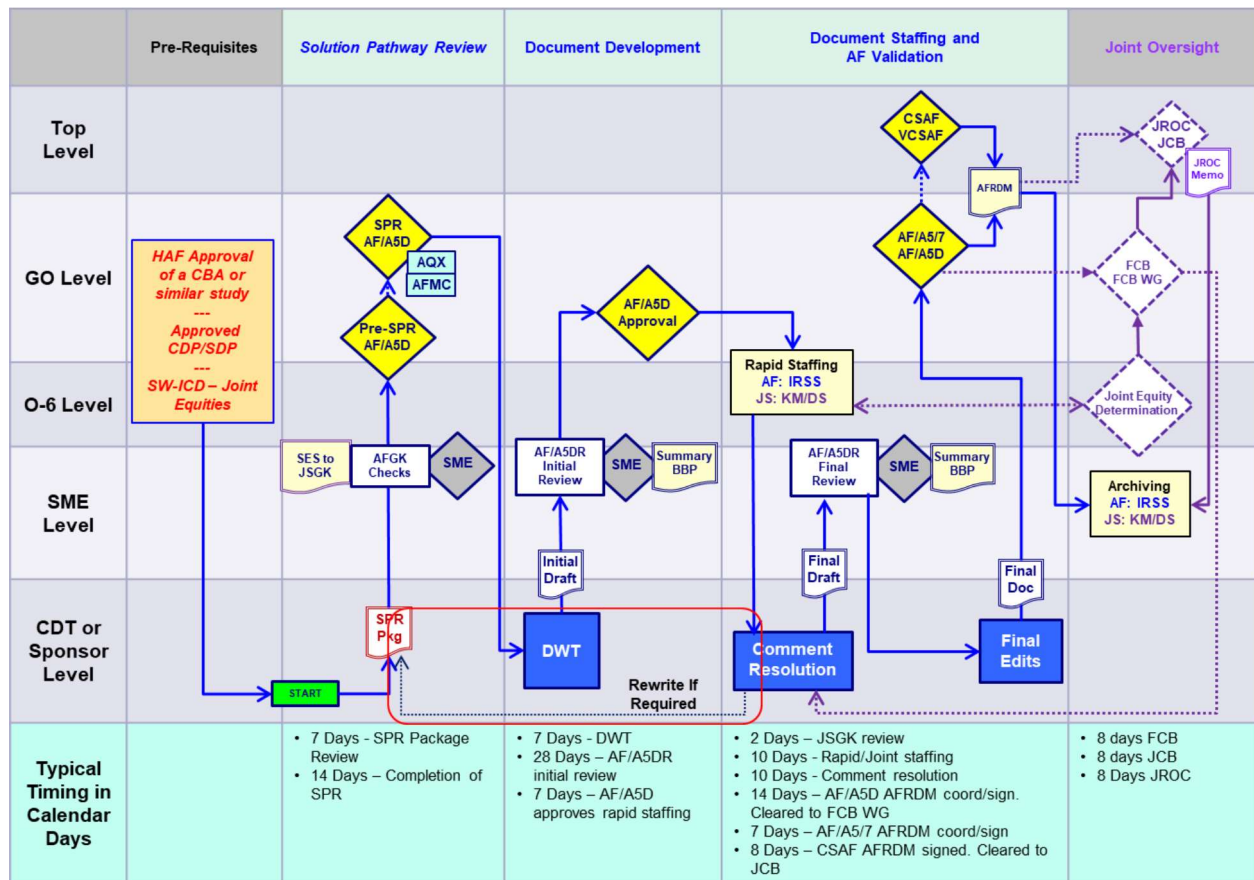 Pre-Requisites
Solution Pathway Review
Document Development
Document Staffing and
AF Validation
Joint Oversight
Top
Level
CSAF
VCSAF
AFRDM
JROC
JCB
JROC
Memo
GO Level
HAF Approval
of a CBA or
similar study
---
Approved
CDP/SDP
---
SW-ICD – Joint
Equities
SPR
AF/A5D
AQX
AFMC
Pre-SPR
AF/A5D
AF/A5D
Approval
AF/A5/7
AF/A5D
FCB
FCB WG
O-6 Level
Rapid Staffing
AF: IRSS
JS: KM/DS
Joint Equity
Determination
SME
Level
SES to
JSGK
AFGK
Checks
SME
AF/A5DR
Initial
Review
SME
Summary
BBP
AF/A5DR
Final
Review
SME
Summary
BBP
Archiving
AF: IRSS
JS: KM/DS
Initial
Draft
Final
Draft
Final
Doc
CDT or
Sponsor
Level
START
SPR
Pkg
DWT
Rewrite If
Required
Comment
Resolution
Final
Edits
Typical
Timing in
Calendar
Days
• 7 Days - SPR Package
Review
• 14 Days – Completion of
SPR
• 7 Days - DWT
• 28 Days – AF/A5DR
initial review
• 7 Days – AF/A5D
approves rapid staffing
• 2 Days – JSGK review
• 10 Days - Rapid/Joint staffing
• 10 Days - Comment resolution
• 14 Days – AF/A5D AFRDM coord/sign.
Cleared to FCB WG
• 7 Days – AF/A5/7 AFRDM coord/sign
• 8 Days – CSAF AFRDM signed. Cleared to
JCB
• 8 days FCB
• 8 days JCB
• 8 Days JROC